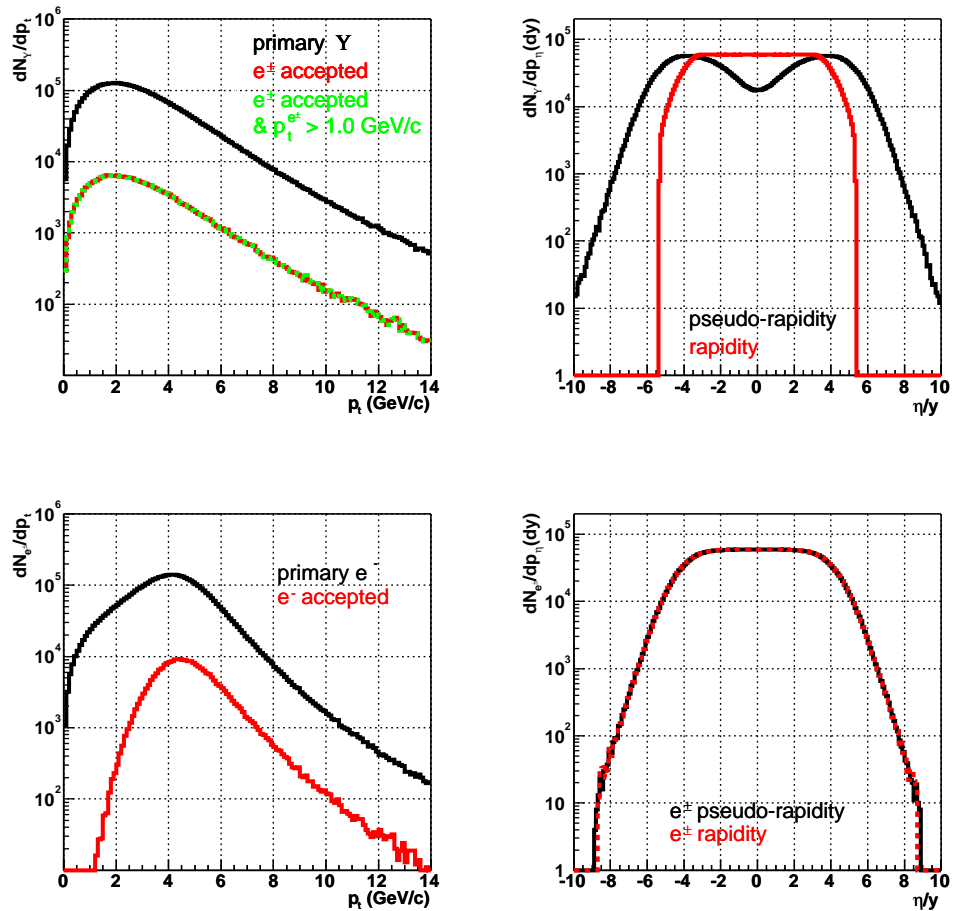 dN_ϒ/dp_t
10^6
10^5
10^4
10^3
10^2
primary ϒ
e± accepted
e± accepted
& p_t^e± > 1.0 GeV/c
0 2 4 6 8 10 12 14
p_t (GeV/c)
dN_ϒ/dp_η(dy)
10^5
10^4
10^3
10^2
10
1
pseudo-rapidity
rapidity
-10 -8 -6 -4 -2 0 2 4 6 8 10
η/y
dN_e±/dp_t
10^6
10^5
10^4
10^3
10^2
primary e^-
e^- accepted
0 2 4 6 8 10 12 14
p_t (GeV/c)
dN_e±/dp_η(dy)
10^5
10^4
10^3
10^2
10
1
e± pseudo-rapidity
e± rapidity
-10 -8 -6 -4 -2 0 2 4 6 8 10
η/y